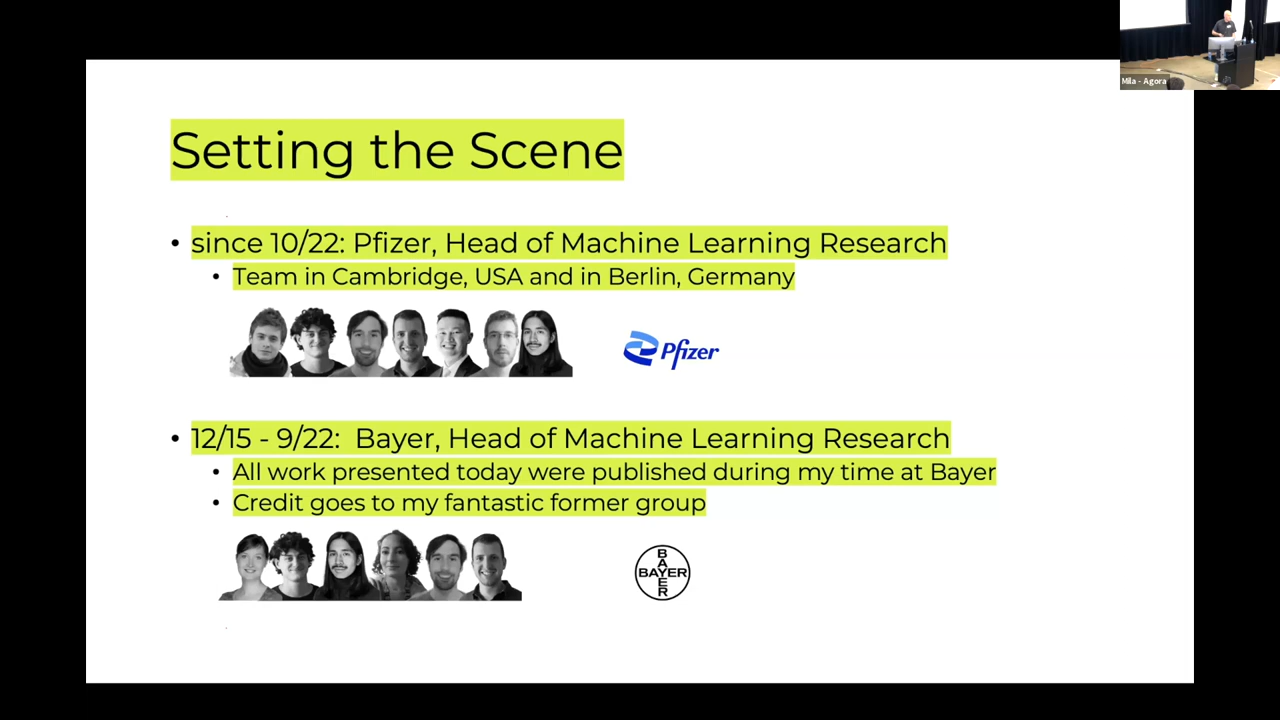 Mila - Agora
Setting the Scene
• since 10/22: Pfizer, Head of Machine Learning Research
• Team in Cambridge, USA and in Berlin, Germany
Pfizer
• 12/15 - 9/22:  Bayer, Head of Machine Learning Research
• All work presented today were published during my time at Bayer
• Credit goes to my fantastic former group
BAYER
BAYER